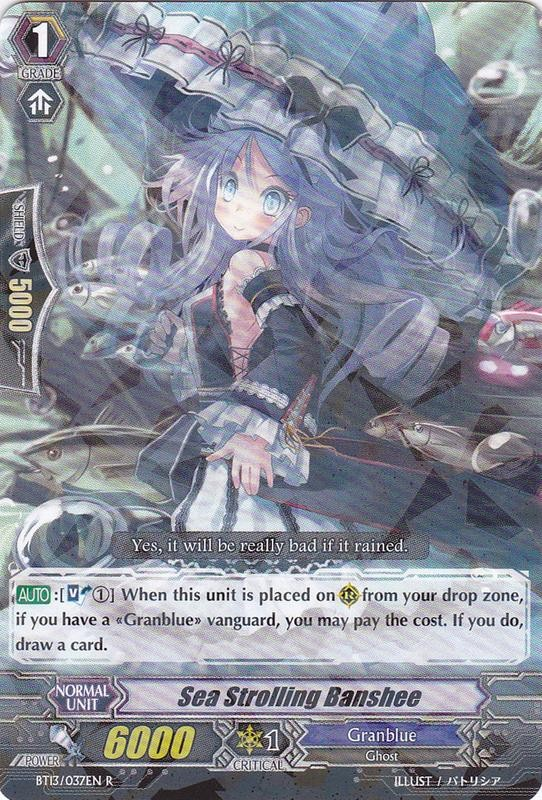 1
GRADE
SHIELD
5000
Yes, it will be really bad if it rained.
AUTO:[V①] When this unit is placed on from your drop zone,
if you have a «Granblue» vanguard, you may pay the cost. If you do,
draw a card.
NORMAL
UNIT
Sea Strolling Banshee
POWER
6000
1
CRITICAL
Granblue
Ghost
BT13/037EN R
ILLUST / パトリシア